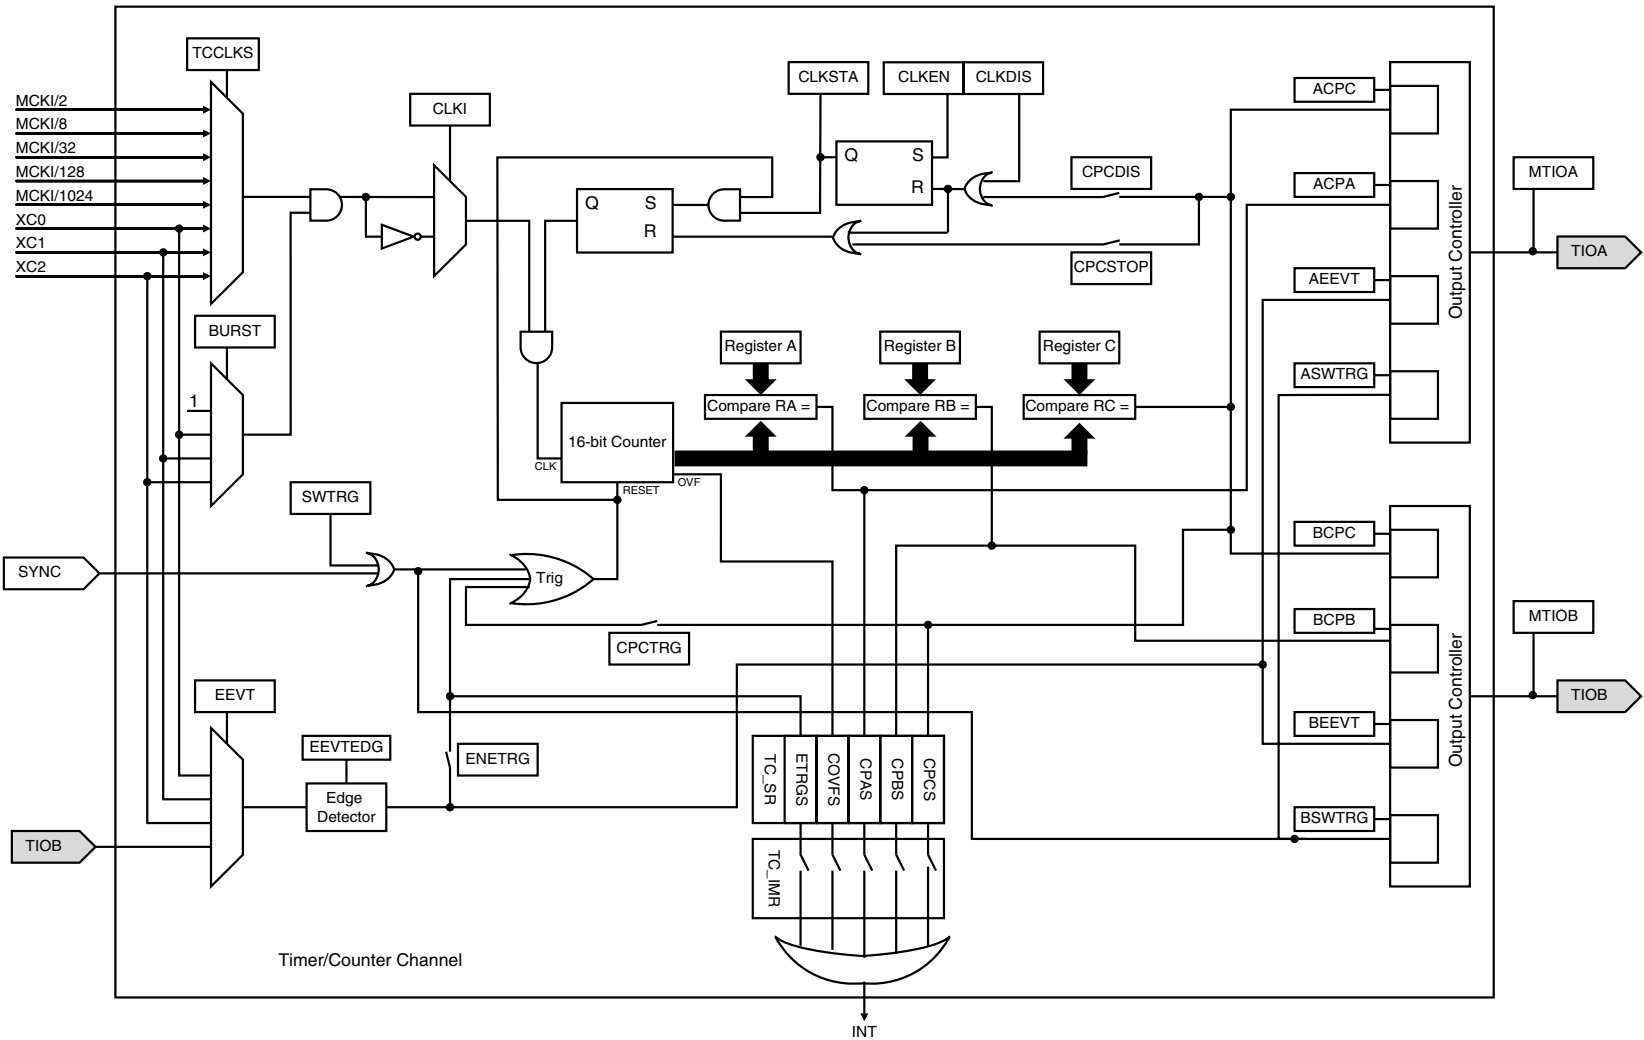 TCCLKS
MCKI/2
MCKI/8
MCKI/32
MCKI/128
MCKI/1024
XC0
XC1
XC2
CLKI
CLKSTA
CLKEN
CLKDIS
Q
S
R
Q
S
R
CPCDIS
CPCSTOP
ACPC
ACPA
AEEVT
ASWTRG
Output Controller
MTIOA
TIOA
BURST
1
Register A
Register B
Register C
Compare RA =
Compare RB =
Compare RC =
16-bit Counter
CLK
RESET
OVF
SWTRG
SYNC
Trig
CPCTRG
BCPC
BCPB
BEEVT
BSWTRG
Output Controller
MTIOB
TIOB
EEVT
EEVTEDG
Edge
Detector
ENETRG
TIOB
TC_SR
ETRGS
COVFS
CPAS
CPBS
CPCS
TC_IMR
Timer/Counter Channel
INT